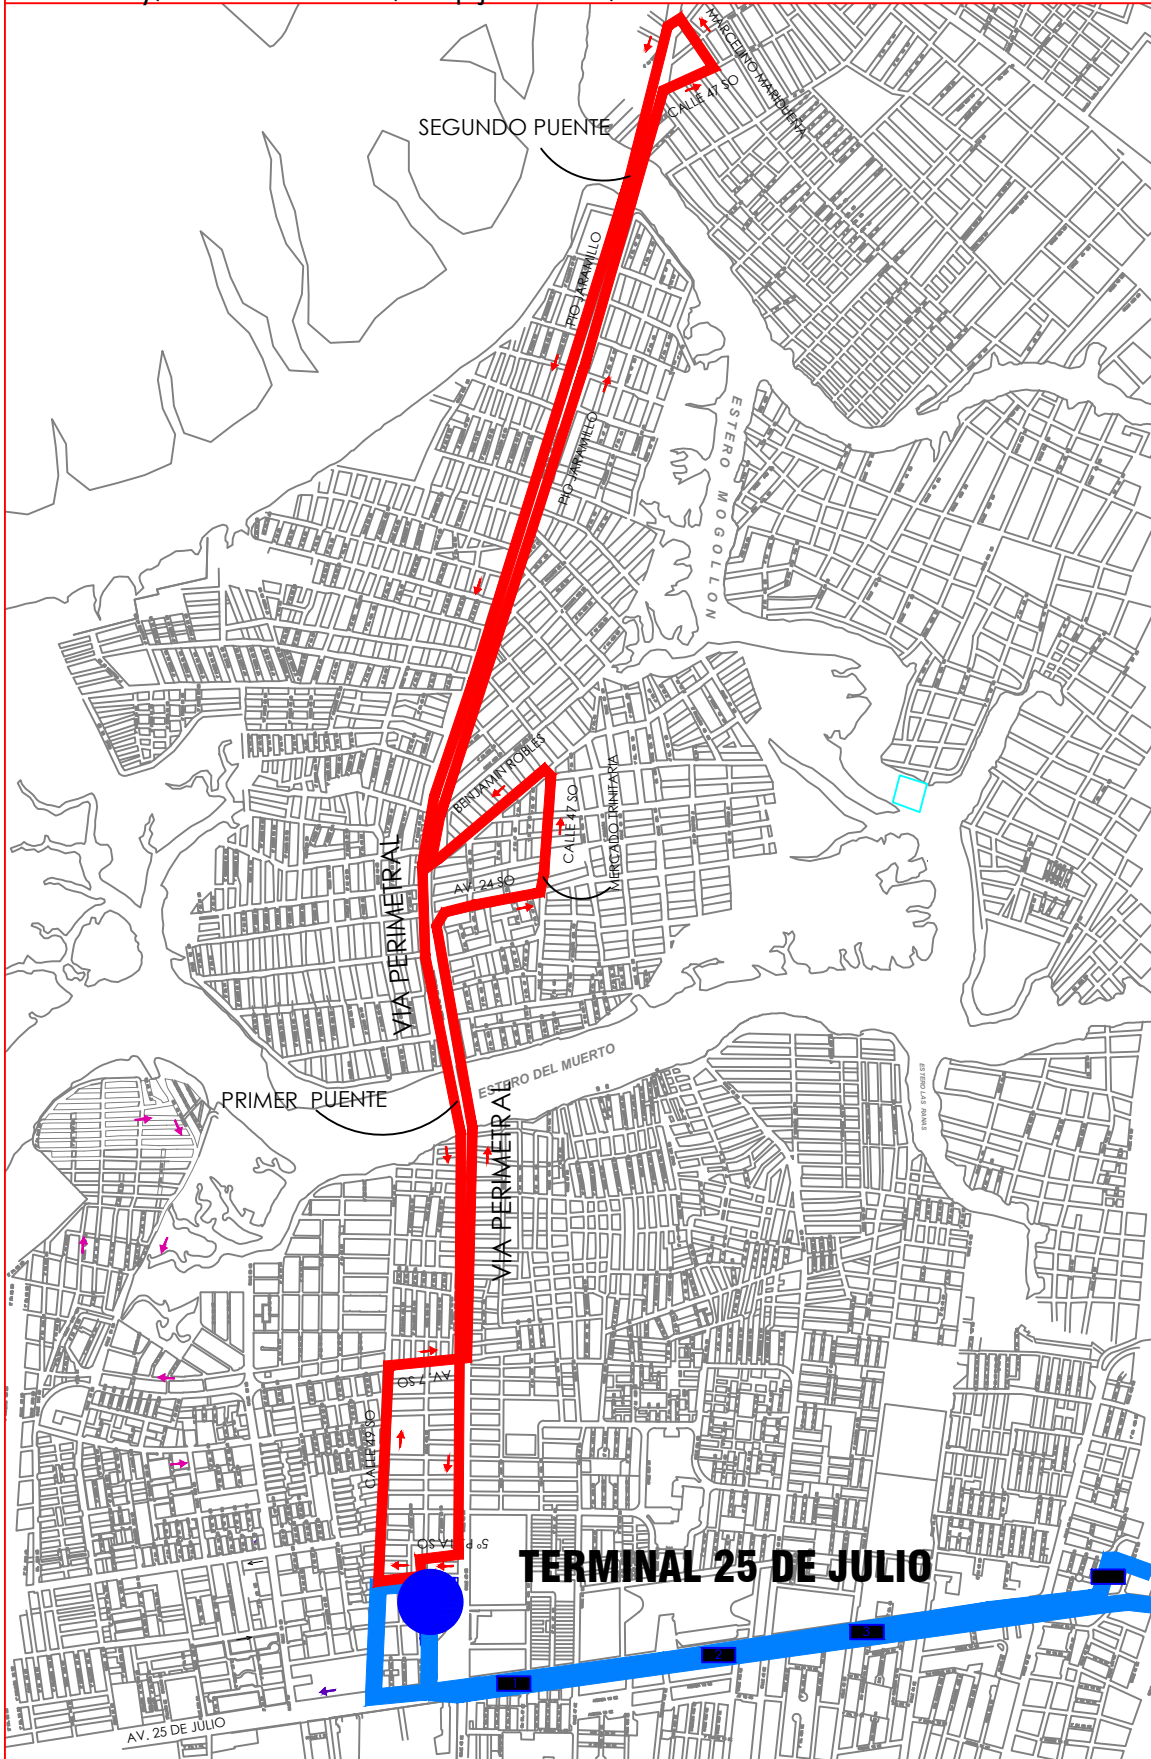 MARCELINO MARIDUEÑA
CALLE 47 SO
SEGUNDO PUENTE
PIO JARAMILLO
PIO JARAMILLO
ESTERO MOGOLLON
BENJAMIN ROBLES
CALLE 47 SO
MERCADO TRINITARIA
AV. 24 SO
VIA PERIMETRAL
ESTERO DEL MUERTO
ESTERO LAS RANAS
PRIMER PUENTE
VIA PERIMETRAL
AV. 7 SO
CALLE 49 SO
TERMINAL 25 DE JULIO
3
2
AV. 25 DE JULIO